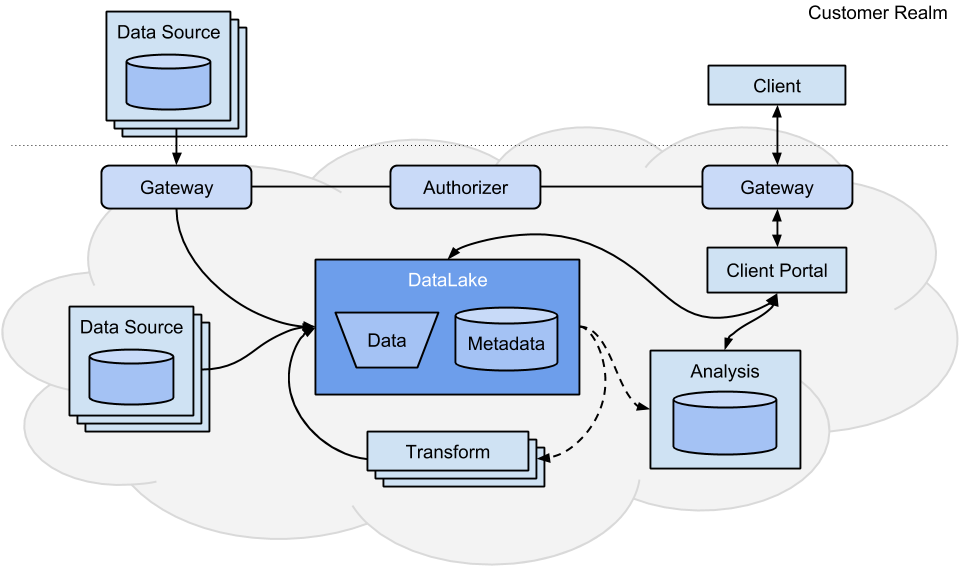 Customer Realm
Data Source
Client
Gateway
Authorizer
Gateway
Client Portal
DataLake
Data Source
Data
Metadata
Analysis
Transform